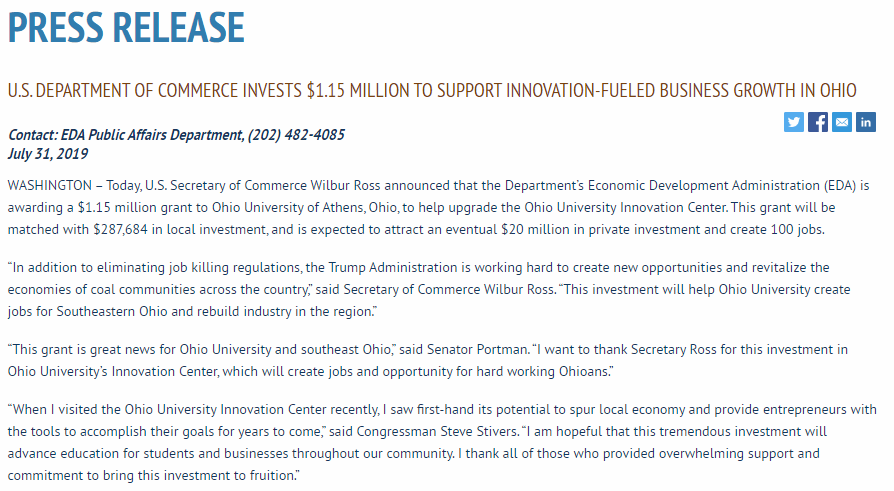 PRESS RELEASE
U.S. DEPARTMENT OF COMMERCE INVESTS $1.15 MILLION TO SUPPORT INNOVATION-FUELED BUSINESS GROWTH IN OHIO
Contact: EDA Public Affairs Department, (202) 482-4085
July 31, 2019
WASHINGTON – Today, U.S. Secretary of Commerce Wilbur Ross announced that the Department’s Economic Development Administration (EDA) is
awarding a $1.15 million grant to Ohio University of Athens, Ohio, to help upgrade the Ohio University Innovation Center. This grant will be
matched with $287,684 in local investment, and is expected to attract an eventual $20 million in private investment and create 100 jobs.
“In addition to eliminating job killing regulations, the Trump Administration is working hard to create new opportunities and revitalize the
economies of coal communities across the country,” said Secretary of Commerce Wilbur Ross. “This investment will help Ohio University create
jobs for Southeastern Ohio and rebuild industry in the region.”
“This grant is great news for Ohio University and southeast Ohio,” said Senator Portman. “I want to thank Secretary Ross for this investment in
Ohio University’s Innovation Center, which will create jobs and opportunity for hard working Ohioans.”
“When I visited the Ohio University Innovation Center recently, I saw first-hand its potential to spur local economy and provide entrepreneurs with
the tools to accomplish their goals for years to come,” said Congressman Steve Stivers. “I am hopeful that this tremendous investment will
advance education for students and businesses throughout our community. I thank all of those who provided overwhelming support and
commitment to bring this investment to fruition.”